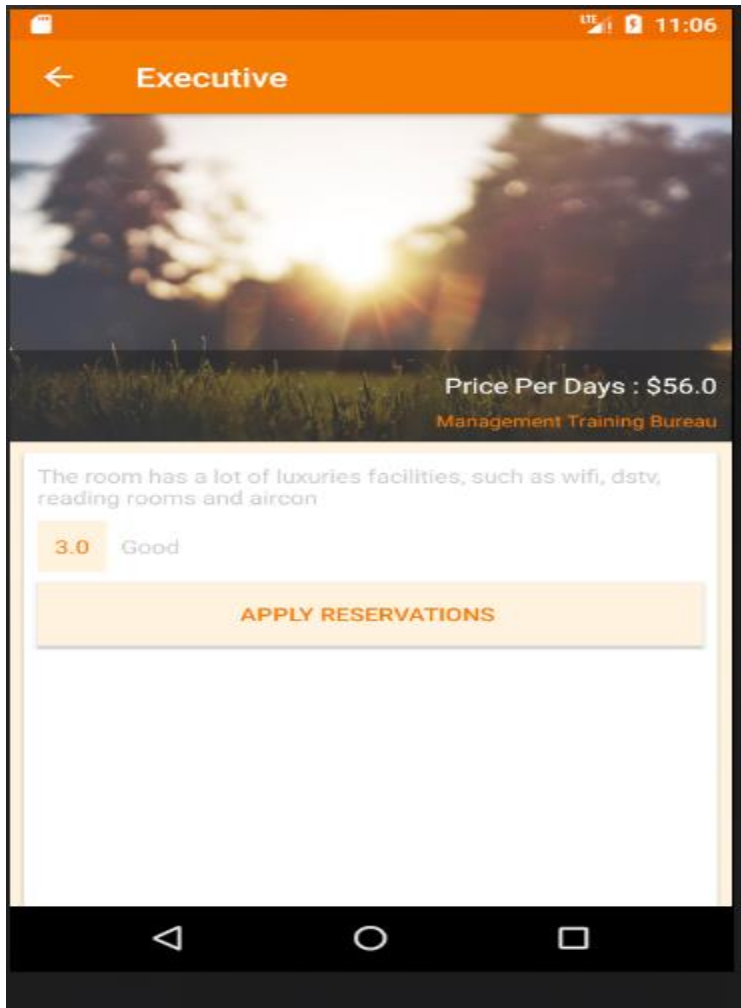 LTE 11:06
Executive
Price Per Days : $56.0
Management Training Bureau
The room has a lot of luxuries facilities, such as wifi, dstv,
reading rooms and aircon
3.0 Good
APPLY RESERVATIONS